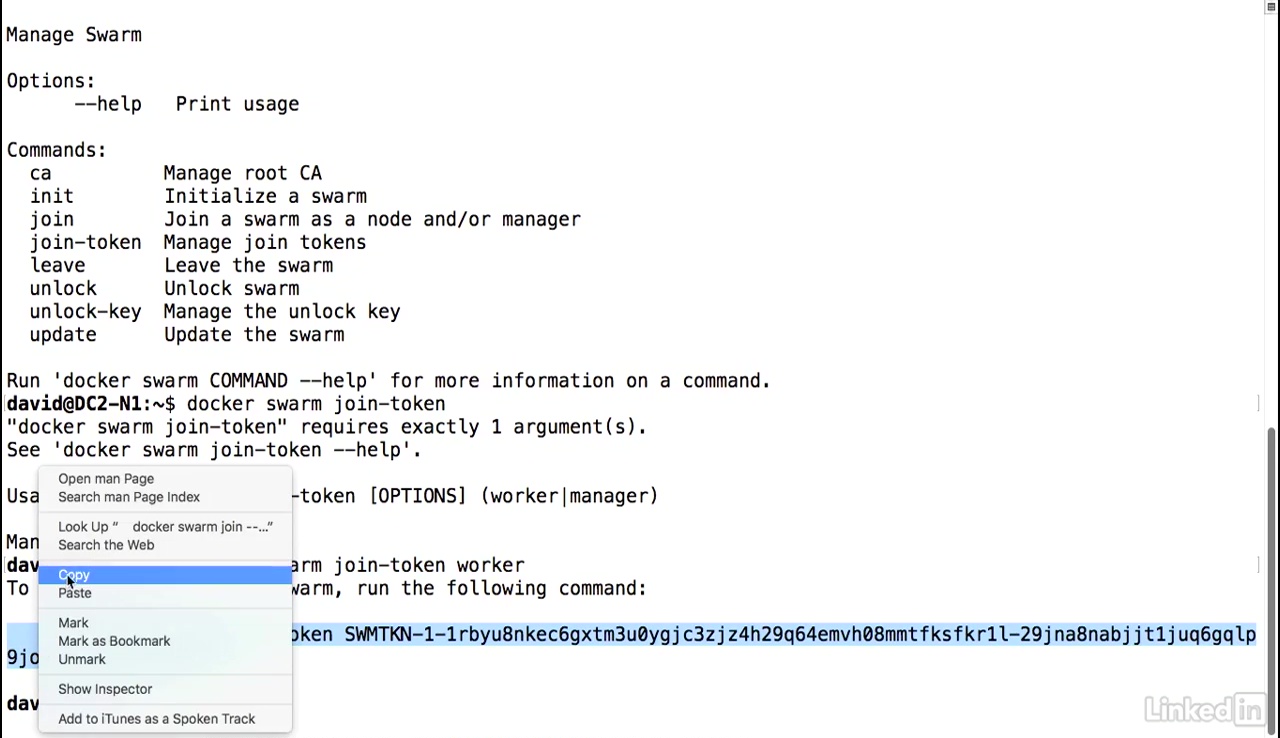 Manage Swarm
Options:
--help Print usage
Commands:
ca Manage root CA
init Initialize a swarm
join Join a swarm as a node and/or manager
join-token Manage join tokens
leave Leave the swarm
unlock Unlock swarm
unlock-key Manage the unlock key
update Update the swarm
Run 'docker swarm COMMAND --help' for more information on a command.
david@DC2-N1:~$ docker swarm join-token
"docker swarm join-token" requires exactly 1 argument(s).
See 'docker swarm join-token --help'.
Usa -token [OPTIONS] (worker|manager)
Man
dav arm join-token worker
To warm, run the following command:
oken SWMTKN-1-1rbyu8nkec6gxtm3u0ygjc3zjz4h29q64emvh08mmtfksfkr1l-29jna8nabjjt1juq6gqlp
9jo
dav
Open man Page
Search man Page Index
Look Up “ docker swarm join --...”
Search the Web
Copy
Paste
Mark
Mark as Bookmark
Unmark
Show Inspector
Add to iTunes as a Spoken Track
Linked in